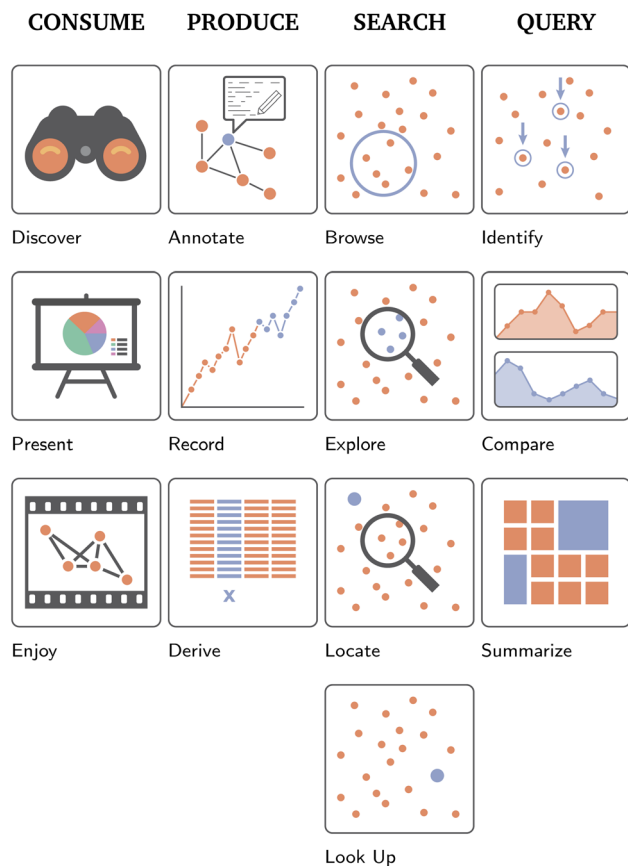 CONSUME PRODUCE SEARCH QUERY
Discover Annotate Browse Identify
Present Record Explore Compare
x
Enjoy Derive Locate Summarize
Look Up